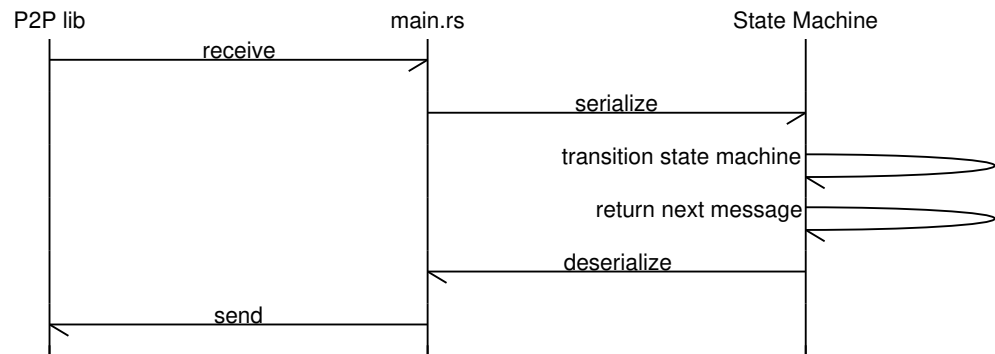 P2P lib
main.rs
State Machine
receive
serialize
transition state machine
return next message
deserialize
send